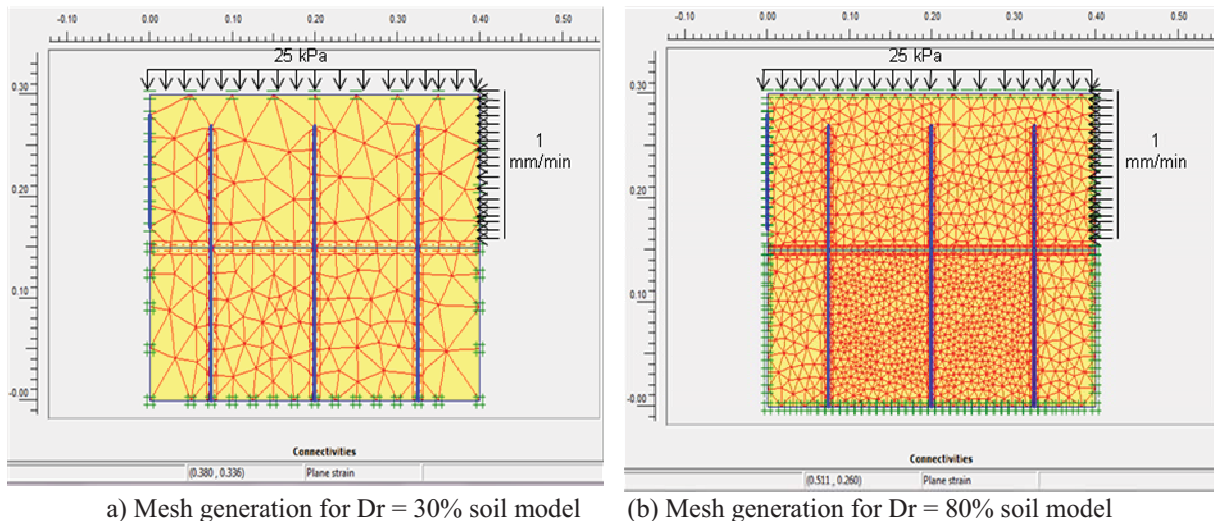 -0.10 0.00 0.10 0.20 0.30 0.40
-0.10 0.00 0.10 0.20 0.30 0.40
25 kPa
25 kPa
0.30
0.30
1
mm/min
1
mm/min
0.20
0.20
0.10
0.10
-0.00
-0.00
Connectivities
Connectivities
(0.380 , 0.336) Plane strain
(0.511 , 0.260) Plane strain
a) Mesh generation for Dr = 30% soil model
(b) Mesh generation for Dr = 80% soil model